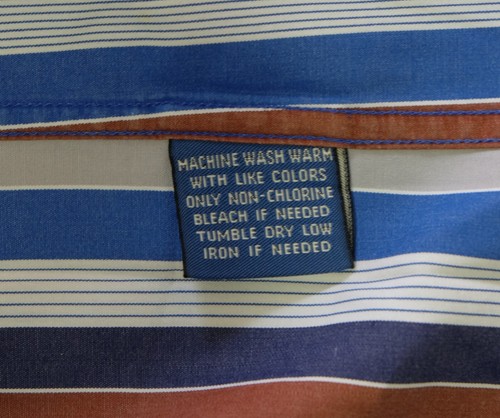 MACHINE WASH WARM
WITH LIKE COLORS
ONLY NON-CHLORINE
BLEACH IF NEEDED
TUMBLE DRY LOW
IRON IF NEEDED